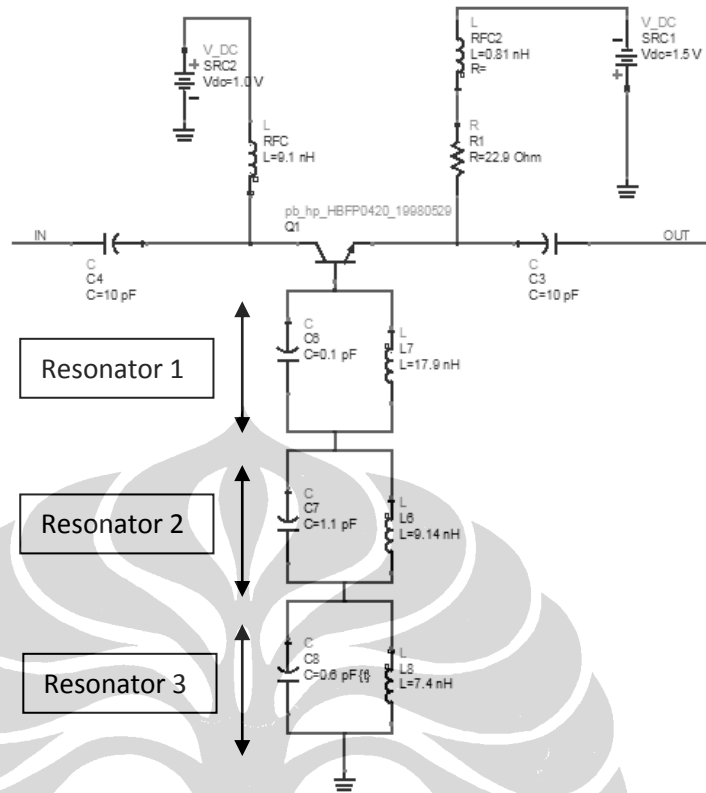 L
RFC2
L=0.81 nH
R=
V_DC
SRC1
Vdc=1.5 V
V_DC
SRC2
Vdc=1.0 V
L
RFC
L=9.1 nH
R
R1
R=22.9 Ohm
pb_hp_HBFP0420_19980529
Q1
IN
OUT
C
C4
C=10 pF
C
C3
C=10 pF
Resonator 1
C
C6
C=0.1 pF
L
L7
L=17.9 nH
Resonator 2
C
C7
C=1.1 pF
L
L6
L=9.14 nH
Resonator 3
C
C8
C=0.6 pF {t}
L
L8
L=7.4 nH